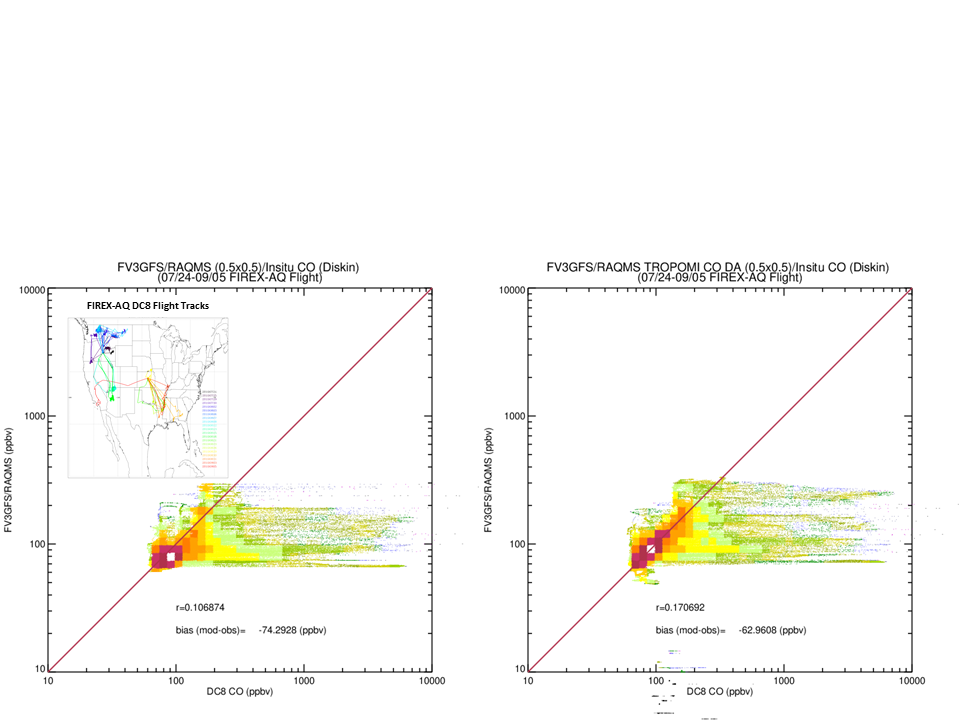 FV3GFS/RAQMS (0.5x0.5)/Insitu CO (Diskin)
(07/24-09/05 FIREX-AQ Flight)
FIREX-AQ DC8 Flight Tracks
10000
1000
100
10
FV3GFS/RAQMS (ppbv)
r=0.106874
bias (mod-obs)= -74.2928 (ppbv)
10 100 1000 10000
DC8 CO (ppbv)
FV3GFS/RAQMS TROPOMI CO DA (0.5x0.5)/Insitu CO (Diskin)
(07/24-09/05 FIREX-AQ Flight)
10000
1000
100
10
FV3GFS/RAQMS (ppbv)
r=0.170692
bias (mod-obs)= -62.9608 (ppbv)
10 100 1000 10000
DC8 CO (ppbv)